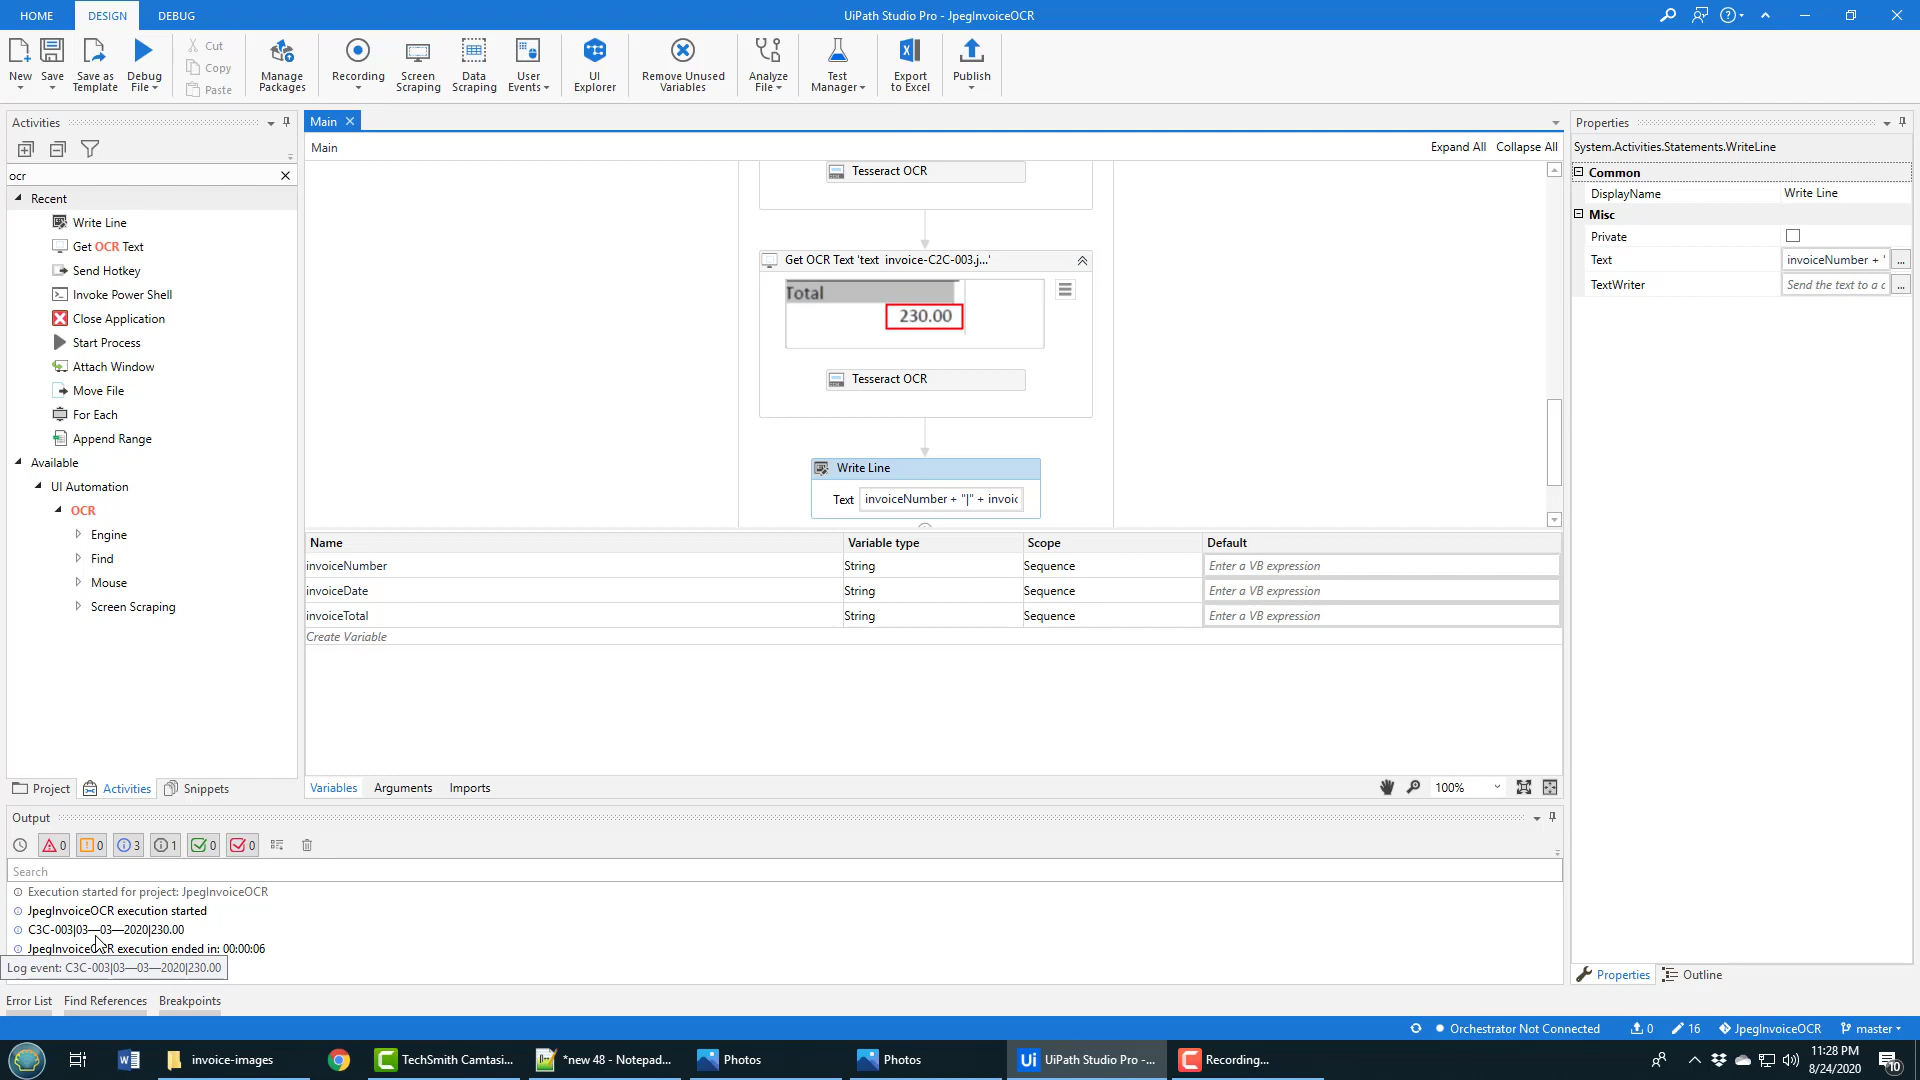 HOME DESIGN DEBUG UiPath Studio Pro - JpegInvoiceOCR
New Save Save as Template Debug File Cut Copy Paste Manage Packages Recording Screen Scraping Data Scraping User Events UI Explorer Remove Unused Variables Analyze File Test Manager Export to Excel Publish
Activities
ocr
Recent
Write Line
Get OCR Text
Send Hotkey
Invoke Power Shell
Close Application
Start Process
Attach Window
Move File
For Each
Append Range
Available
UI Automation
OCR
Engine
Find
Mouse
Screen Scraping
Project Activities Snippets
Main
Main Expand All Collapse All
Tesseract OCR
Get OCR Text 'text invoice-C2C-003.j...'
Total
230.00
Tesseract OCR
Write Line
Text invoiceNumber + "|" + invoic
Name Variable type Scope Default
invoiceNumber String Sequence Enter a VB expression
invoiceDate String Sequence Enter a VB expression
invoiceTotal String Sequence Enter a VB expression
Create Variable
Variables Arguments Imports 100%
Properties
System.Activities.Statements.WriteLine
Common
DisplayName Write Line
Misc
Private
Text invoiceNumber + ' ...
TextWriter Send the text to a c ...
Properties Outline
Output
0 0 3 1 0 0
Search
Execution started for project: JpegInvoiceOCR
JpegInvoiceOCR execution started
C3C-003|03—03—2020|230.00
JpegInvoiceOCR execution ended in: 00:00:06
Log event: C3C-003|03—03—2020|230.00
Error List Find References Breakpoints
Orchestrator Not Connected 0 16 JpegInvoiceOCR master
invoice-images TechSmith Camtasi... *new 48 - Notepad... Photos Photos Ui UiPath Studio Pro -... Recording...
11:28 PM
8/24/2020
10